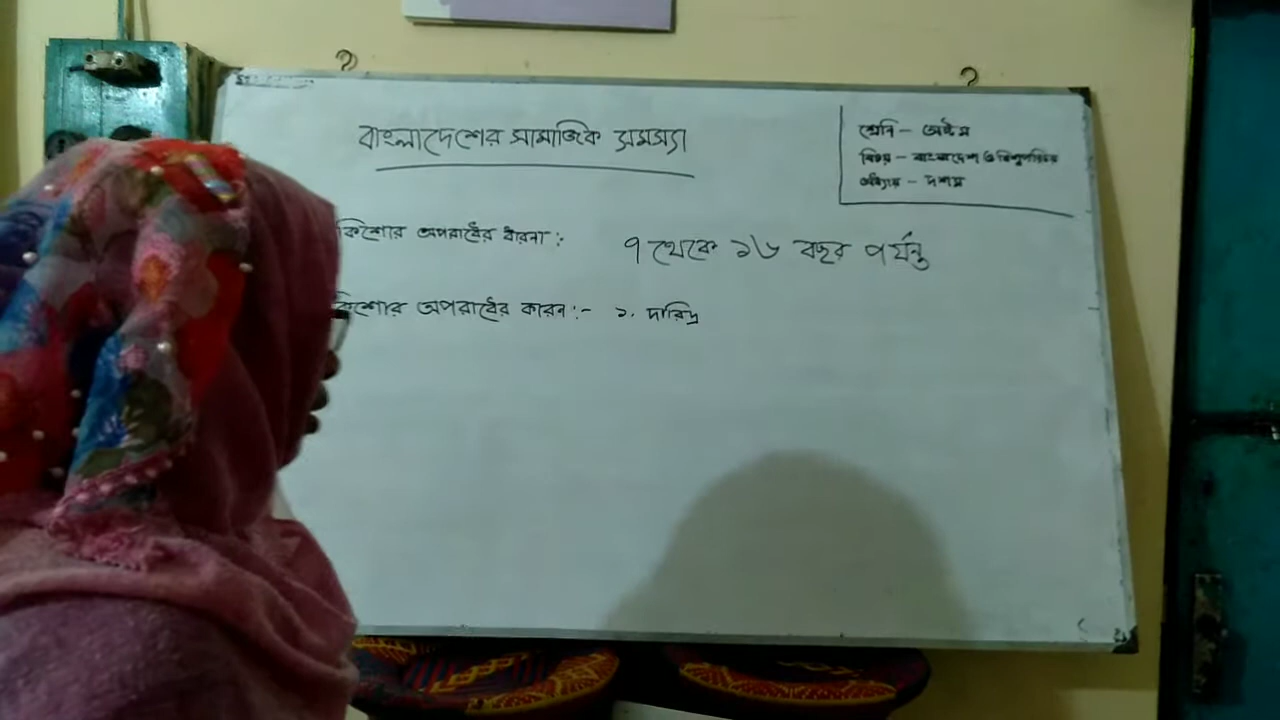 বাংলাদেশের সামাজিক সমস্যা
শ্রেনি - অষ্টম
বিষয় - বাংলাদেশ ও বিশ্বপরিচয়
অধ্যায় - দশম
কিশোর অপরাধের ধারনা :- ৭ থেকে ১৬ বছর পর্যন্ত
কিশোর অপরাধের কারন :- ১. দারিদ্র